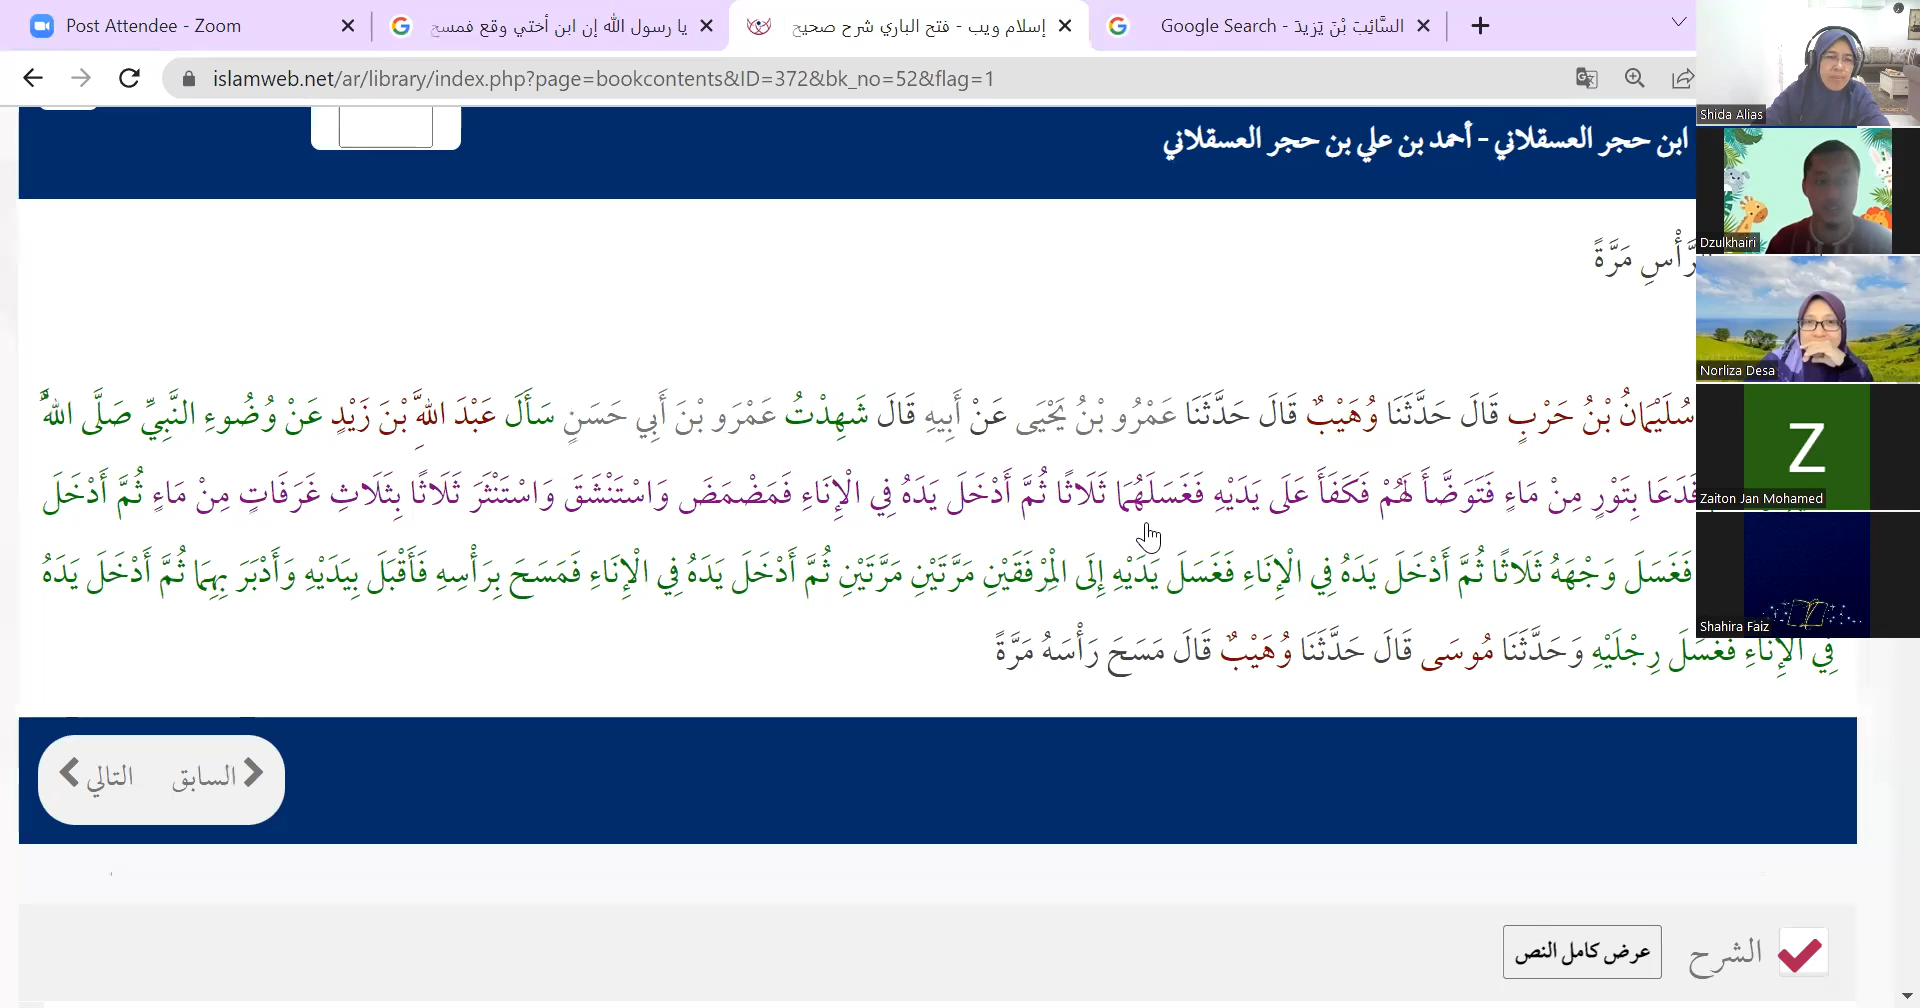 Post Attendee - Zoom
يا رسول الله إن ابن أختي وقع فمسح
إسلام ويب - فتح الباري شرح صحيح
السَّائِبَ بْنَ يَزِيدَ - Google Search
islamweb.net/ar/library/index.php?page=bookcontents&ID=372&bk_no=52&flag=1
ابن حجر العسقلاني - أحمد بن علي بن حجر العسقلاني
مَرَّةً
سُلَيْمَانُ بْنُ حَرْبٍ قَالَ حَدَّثَنَا وُهَيْبٌ قَالَ حَدَّثَنَا عَمْرُو بْنُ يَحْيَى عَنْ أَبِيهِ قَالَ شَهِدْتُ عَمْرَو بْنَ أَبِي حَسَنٍ سَأَلَ عَبْدَ اللَّهِ بْنَ زَيْدٍ عَنْ وُضُوءِ النَّبِيِّ صَلَّى اللَّهُ
فَدَعَا بِتَوْرٍ مِنْ مَاءٍ فَتَوَضَّأَ لَهُمْ فَكَفَأَ عَلَى يَدَيْهِ فَغَسَلَهُمَا ثَلَاثًا ثُمَّ أَدْخَلَ يَدَهُ فِي الْإِنَاءِ فَمَضْمَضَ وَاسْتَنْشَقَ وَاسْتَنْثَرَ ثَلَاثًا بِثَلَاثِ غَرَفَاتٍ مِنْ مَاءٍ ثُمَّ أَدْخَلَ
فَغَسَلَ وَجْهَهُ ثَلَاثًا ثُمَّ أَدْخَلَ يَدَهُ فِي الْإِنَاءِ فَغَسَلَ يَدَيْهِ إِلَى الْمِرْفَقَيْنِ مَرَّتَيْنِ مَرَّتَيْنِ ثُمَّ أَدْخَلَ يَدَهُ فِي الْإِنَاءِ فَمَسَحَ بِرَأْسِهِ فَأَقْبَلَ بِيَدَيْهِ وَأَدْبَرَ بِهِمَا ثُمَّ أَدْخَلَ يَدَهُ
فِي الْإِنَاءِ فَغَسَلَ رِجْلَيْهِ وَحَدَّثَنَا مُوسَى قَالَ حَدَّثَنَا وُهَيْبٌ قَالَ مَسَحَ رَأْسَهُ مَرَّةً
السابق التالي
الشرح عرض كامل النص
Shida Alias
Dzulkhairi
Norliza Desa
Z
Zaiton Jan Mohamed
Shahira Faiz